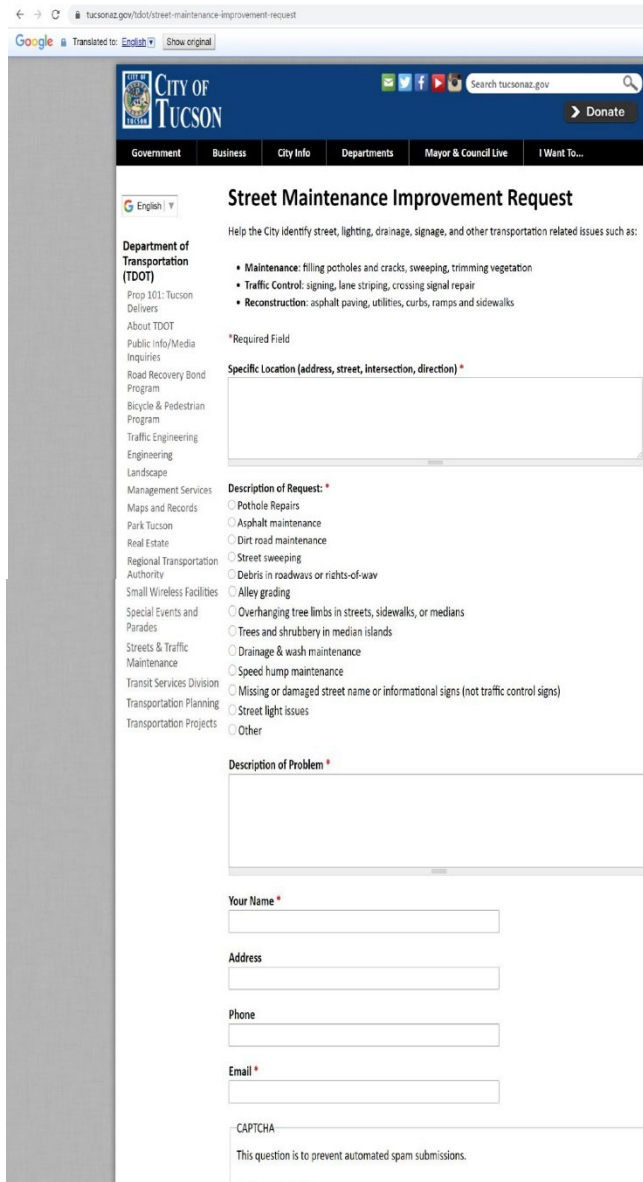 tucsonaz.gov/tdot/street-maintenance-improvement-request
Google Translated to: English Show original
CITY OF TUCSON
Search tucsonaz.gov
Donate
Government Business City Info Departments Mayor & Council Live I Want To...
G English
Department of
Transportation
(TDOT)
Prop 101: Tucson
Delivers
About TDOT
Public Info/Media
Inquiries
Road Recovery Bond
Program
Bicycle & Pedestrian
Program
Traffic Engineering
Engineering
Landscape
Management Services
Maps and Records
Park Tucson
Real Estate
Regional Transportation
Authority
Small Wireless Facilities
Special Events and
Parades
Streets & Traffic
Maintenance
Transit Services Division
Transportation Planning
Transportation Projects
Street Maintenance Improvement Request
Help the City identify street, lighting, drainage, signage, and other transportation related issues such as:
• Maintenance: filling potholes and cracks, sweeping, trimming vegetation
• Traffic Control: signing, lane striping, crossing signal repair
• Reconstruction: asphalt paving, utilities, curbs, ramps and sidewalks
*Required Field
Specific Location (address, street, intersection, direction) *
Description of Request: *
Pothole Repairs
Asphalt maintenance
Dirt road maintenance
Street sweeping
Debris in roadways or rights-of-way
Alley grading
Overhanging tree limbs in streets, sidewalks, or medians
Trees and shrubbery in median islands
Drainage & wash maintenance
Speed hump maintenance
Missing or damaged street name or informational signs (not traffic control signs)
Street light issues
Other
Description of Problem *
Your Name *
Address
Phone
Email *
CAPTCHA
This question is to prevent automated spam submissions.